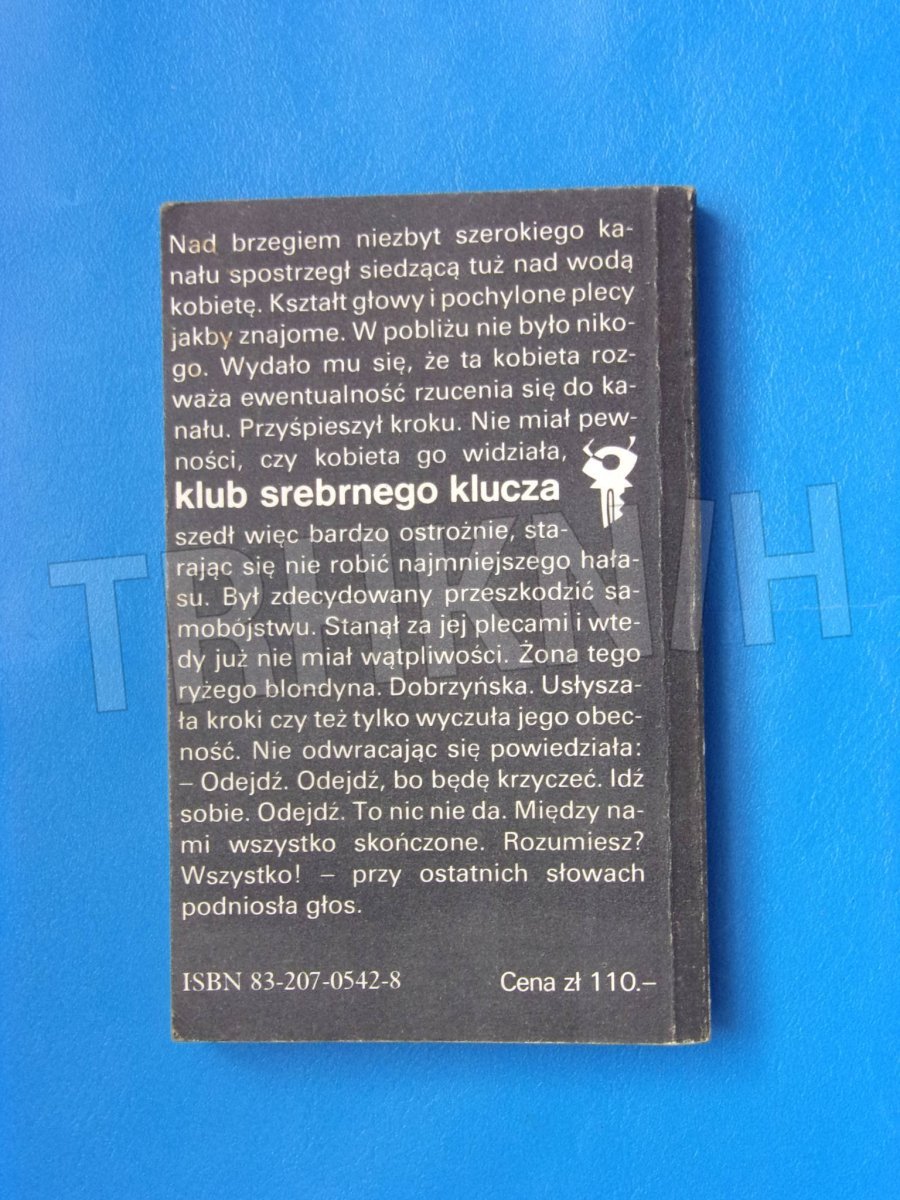 Nad brzegiem niezbyt szerokiego ka-
nału spostrzegł siedzącą tuż nad wodą
kobietę. Kształt głowy i pochylone plecy
jakby znajome. W pobliżu nie było niko-
go. Wydało mu się, że ta kobieta roz-
waża ewentualność rzucenia się do ka-
nału. Przyśpieszył kroku. Nie miał pew-
ności, czy kobieta go widziała,
klub srebrnego klucza
szedł więc bardzo ostrożnie, sta-
rając się nie robić najmniejszego hała-
su. Był zdecydowany przeszkodzić sa-
mobójstwu. Stanął za jej plecami i wte-
dy już nie miał wątpliwości. Żona tego
ryżego blondyna. Dobrzyńska. Usłysza-
ła kroki czy też tylko wyczuła jego obec-
ność. Nie odwracając się powiedziała:
– Odejdź. Odejdź, bo będę krzyczeć. Idź
sobie. Odejdź. To nic nie da. Między na-
mi wszystko skończone. Rozumiesz?
Wszystko! – przy ostatnich słowach
podniosła głos.
ISBN 83-207-0542-8 Cena zł 110.–